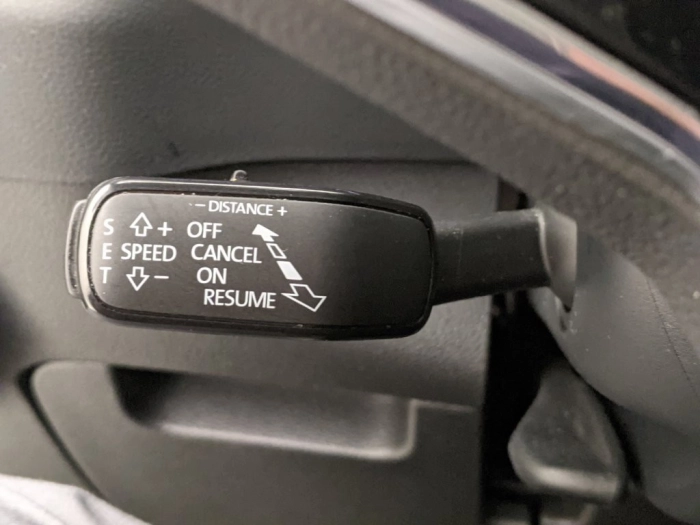 - DISTANCE +
S + OFF
E SPEED CANCEL
T - ON
RESUME